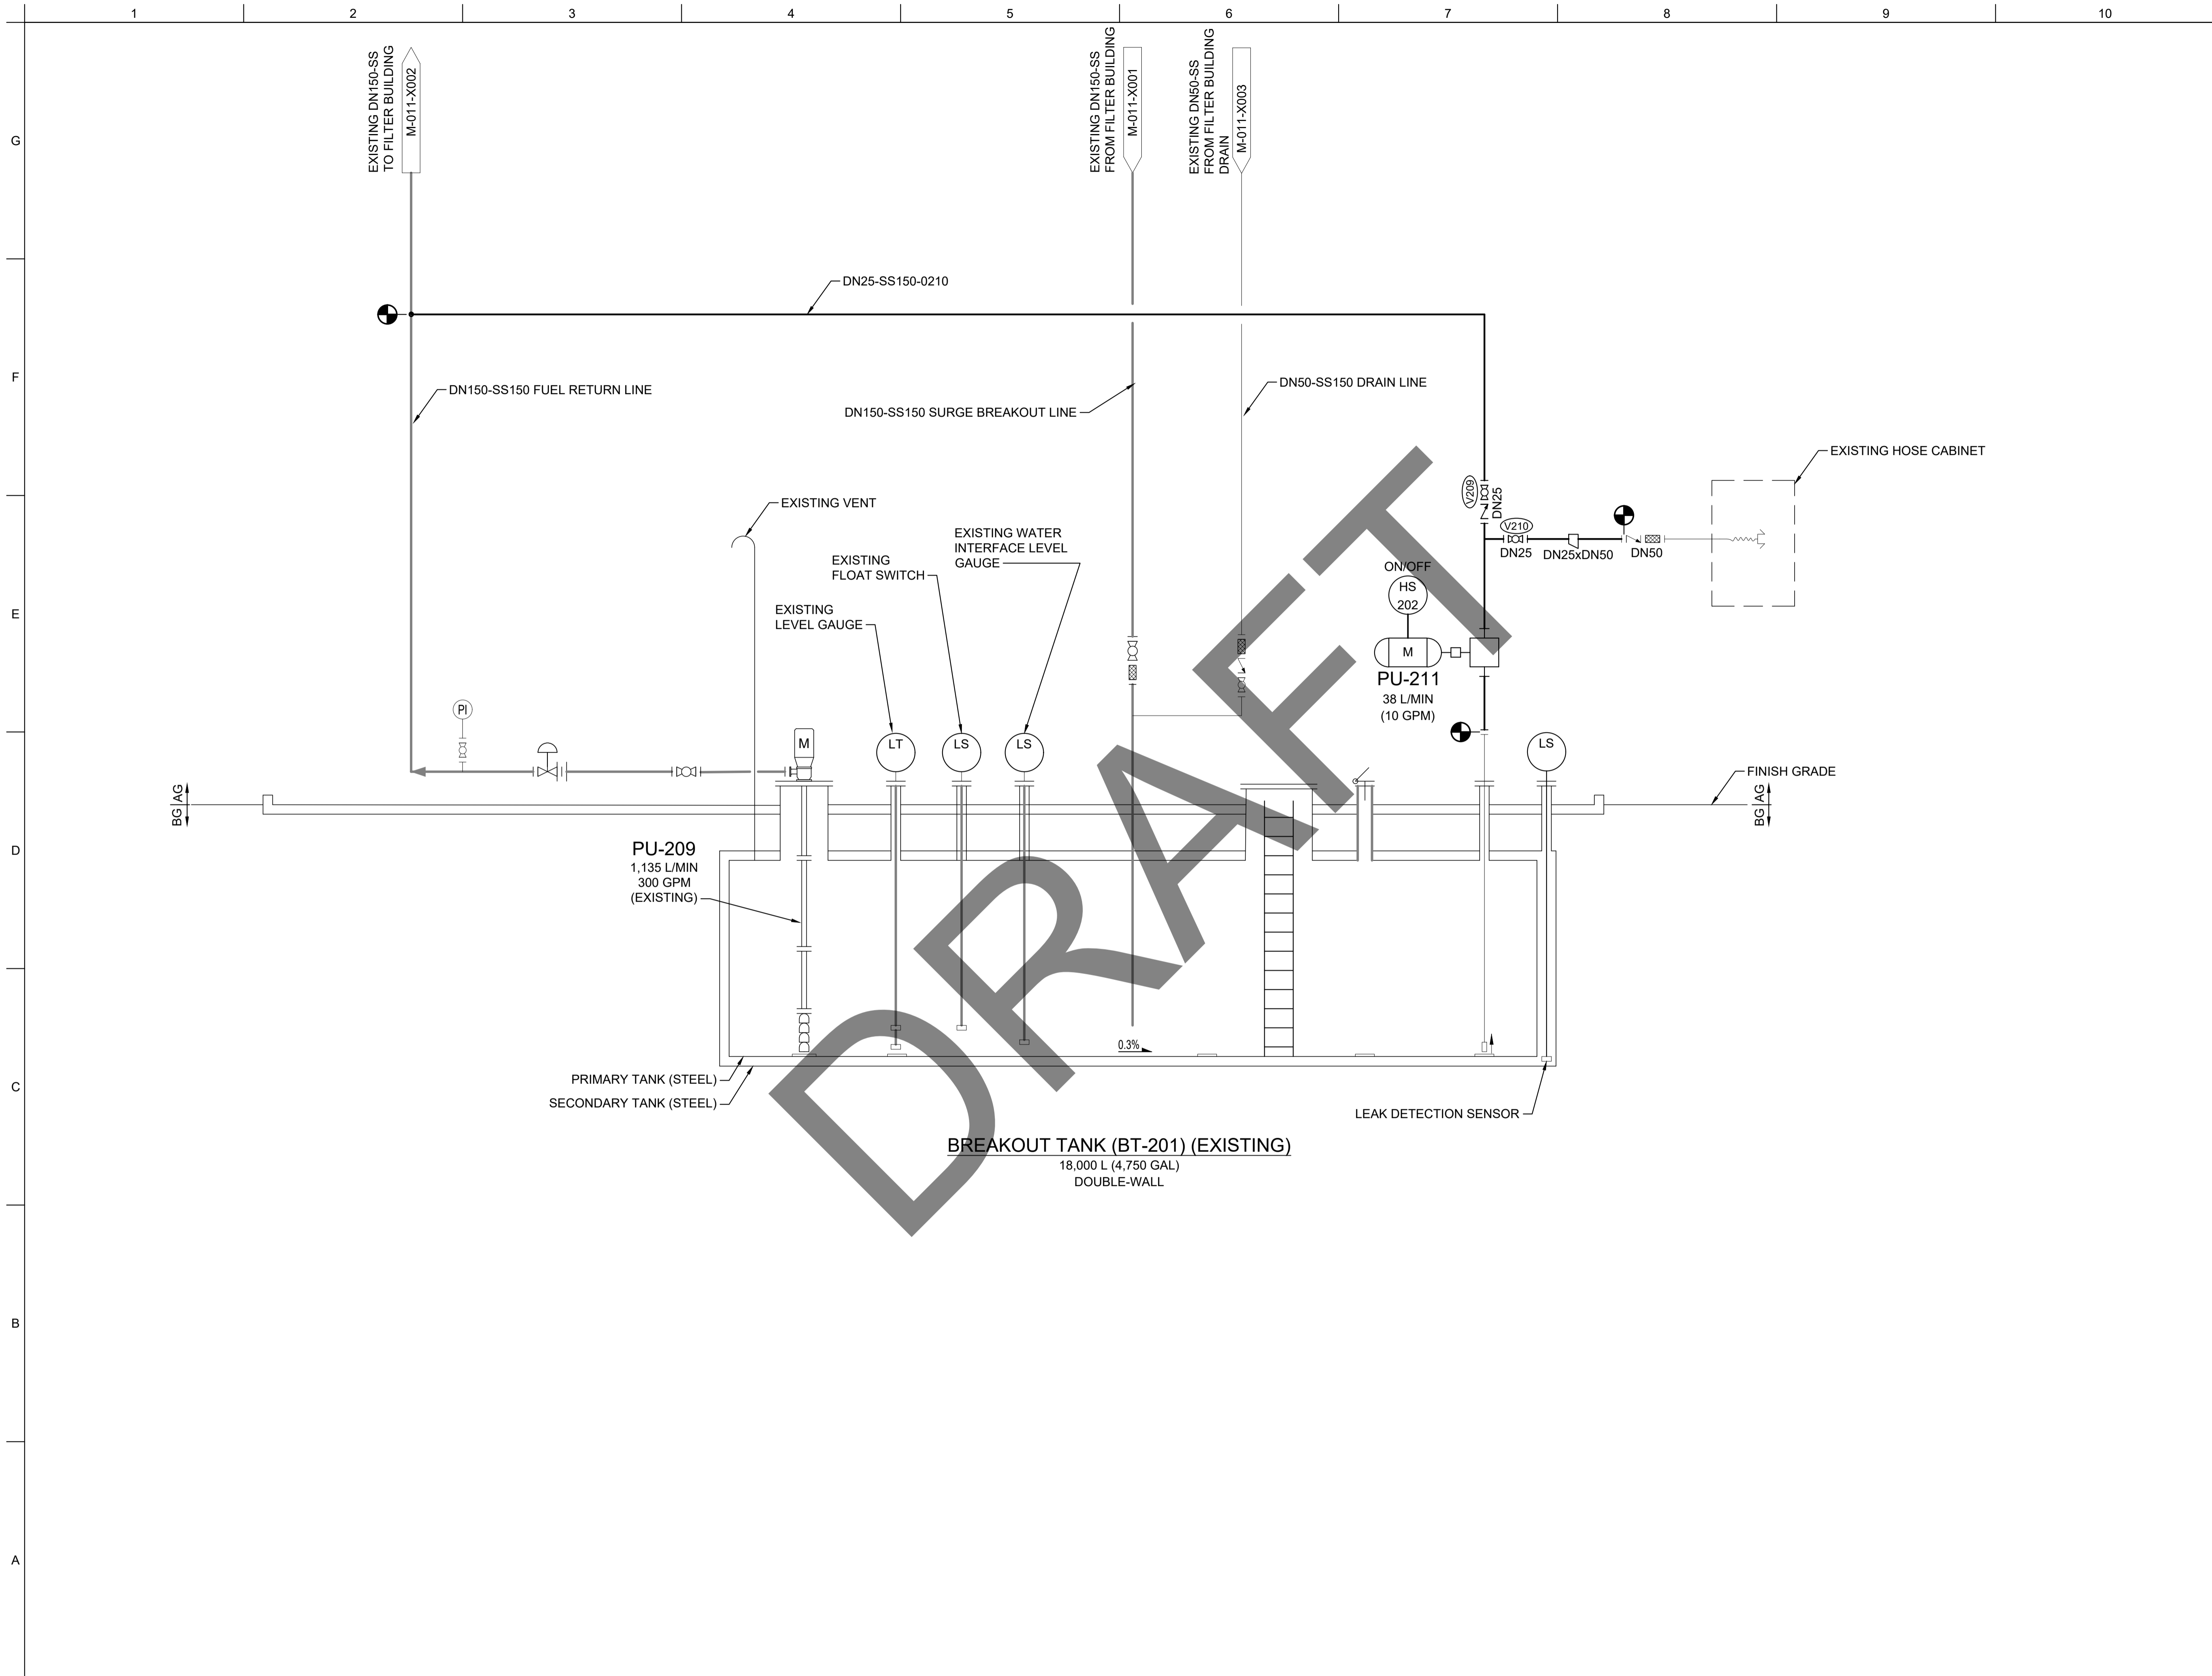 1 2 3 4 5 6 7 8 9 10
G
F
E
D
C
B
A
EXISTING DN150-SS
TO FILTER BUILDING
M-011-X002
EXISTING DN150-SS
FROM FILTER BUILDING
M-011-X001
EXISTING DN50-SS
FROM FILTER BUILDING
DRAIN
M-011-X003
DN25-SS150-0210
DN150-SS150 FUEL RETURN LINE
DN150-SS150 SURGE BREAKOUT LINE
DN50-SS150 DRAIN LINE
EXISTING HOSE CABINET
EXISTING VENT
V209
DN25
V210
DN25
DN25xDN50
DN50
EXISTING WATER
INTERFACE LEVEL
GAUGE
EXISTING
FLOAT SWITCH
EXISTING
LEVEL GAUGE
ON/OFF
HS
202
M
PU-211
38 L/MIN
(10 GPM)
PI
M
LT
LS
LS
LS
FINISH GRADE
BG AG
BG AG
PU-209
1,135 L/MIN
300 GPM
(EXISTING)
0.3%
PRIMARY TANK (STEEL)
SECONDARY TANK (STEEL)
LEAK DETECTION SENSOR
BREAKOUT TANK (BT-201) (EXISTING)
18,000 L (4,750 GAL)
DOUBLE-WALL
DRAFT